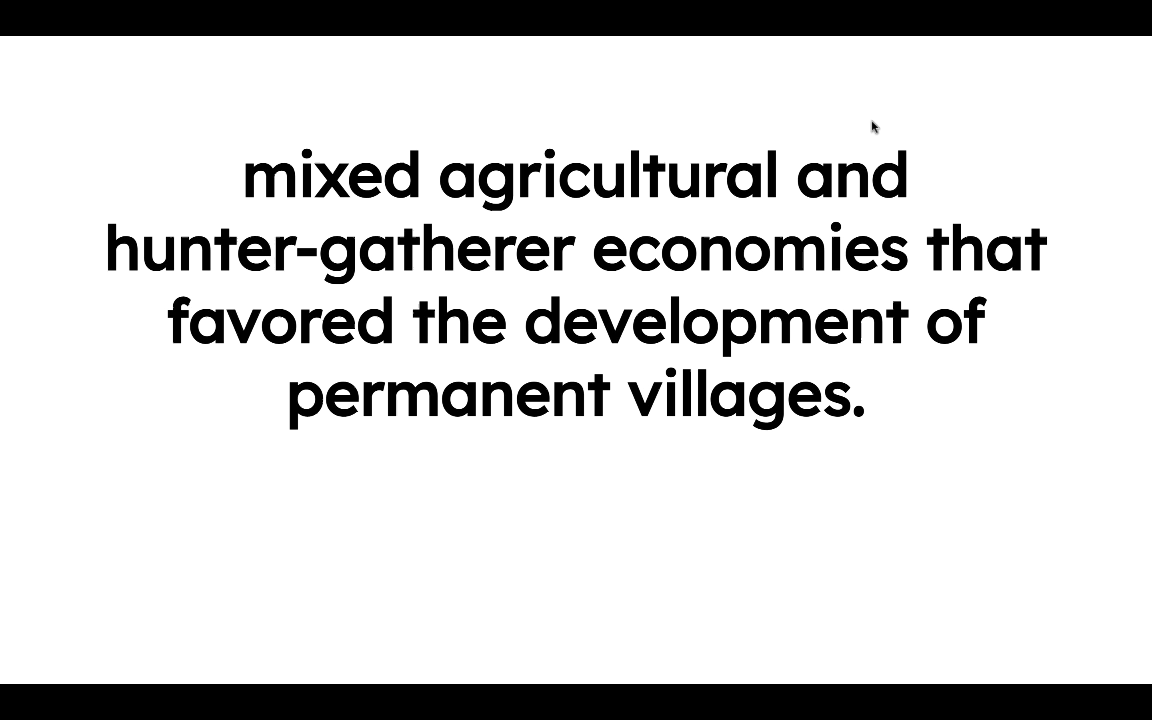 mixed agricultural and
hunter-gatherer economies that
favored the development of
permanent villages.